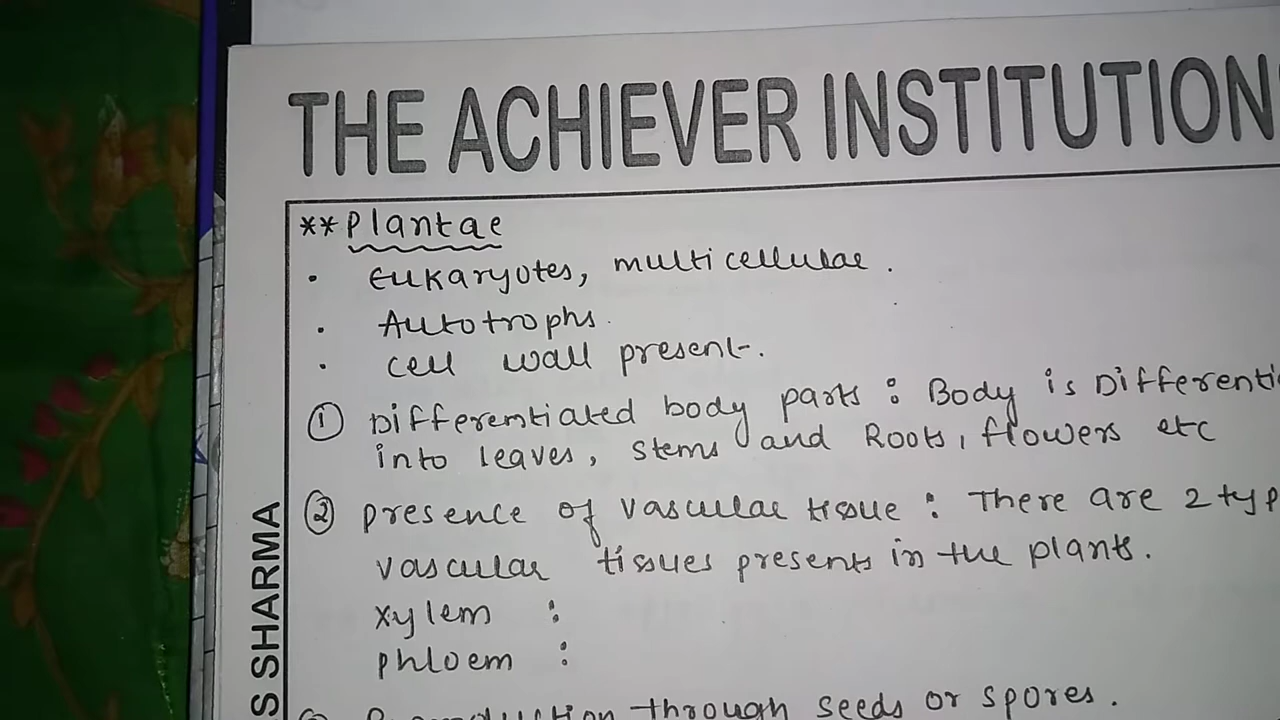 THE ACHIEVER INSTITUTION
**Plantae
• Eukaryotes, multicellular.
• Autotrophs.
• cell wall present.
① Differentiated body parts : Body is Differenti
into leaves, stems and Roots, flowers etc
② presence of vascular tissue : There are 2 typ
vascular tissues presents in the plants.
xylem :
phloem :
through seeds or spores.
S SHARMA